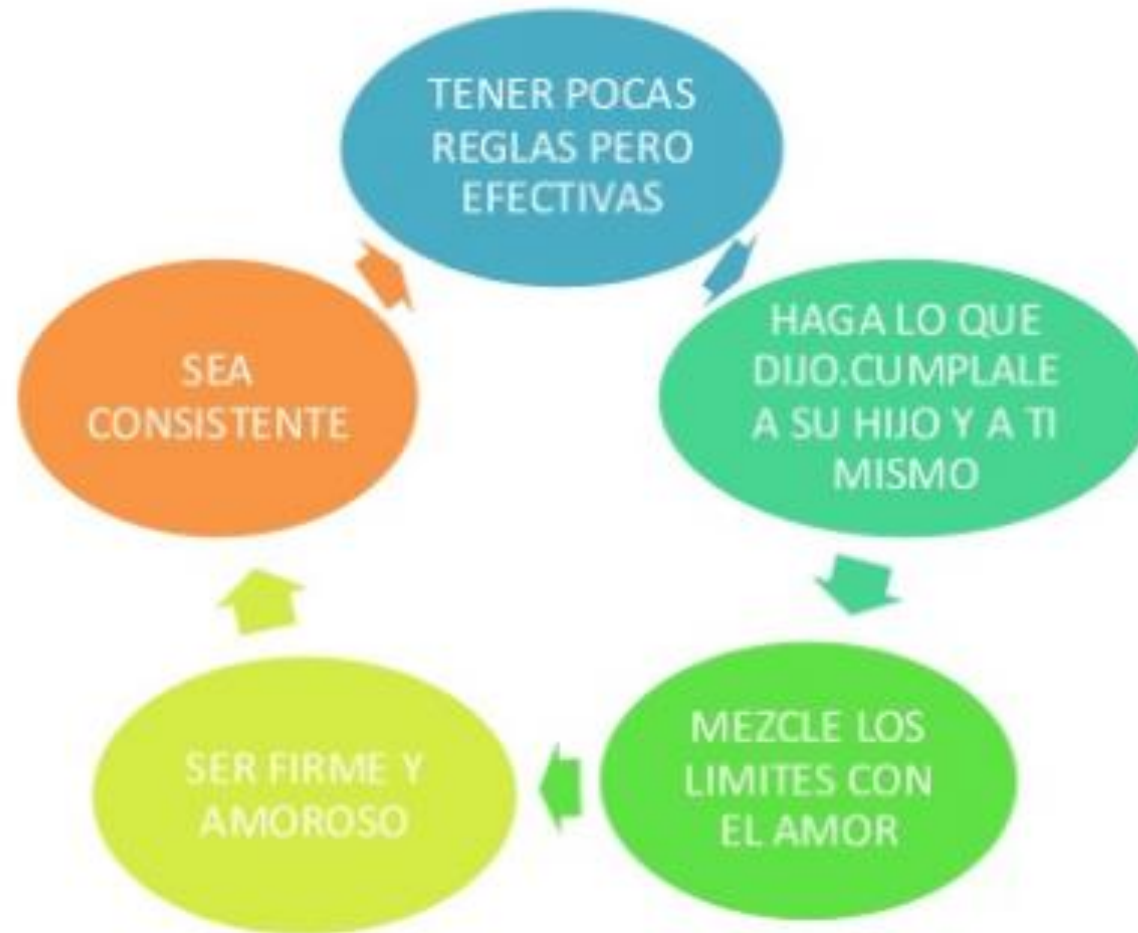 TENER POCAS
REGLAS PERO
EFECTIVAS
HAGA LO QUE
DIJO.CUMPLALE
A SU HIJO Y A TI
MISMO
MEZCLE LOS
LIMITES CON
EL AMOR
SER FIRME Y
AMOROSO
SEA
CONSISTENTE